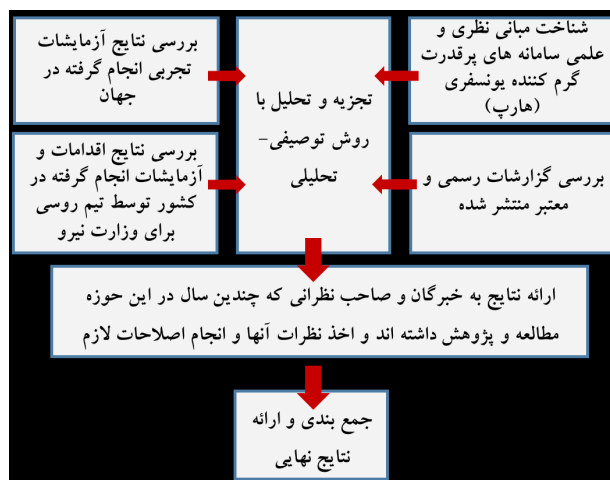 شناخت مبانی نظری و
علمی سامانه های پرقدرت
گرم کننده یونسفری
(هارپ)
بررسی نتایج آزمایشات
تجربی انجام گرفته در
جهان
تجزیه و تحلیل با
روش توصیفی-
تحلیلی
بررسی گزارشات رسمی و
معتبر منتشر شده
بررسی نتایج اقدامات و
آزمایشات انجام گرفته در
کشور توسط تیم روسی
برای وزارت نیرو
ارائه نتایج به خبرگان و صاحب نظرانی که چندین سال در این حوزه
مطالعه و پژوهش داشته اند و اخذ نظرات آنها و انجام اصلاحات لازم
جمع بندی و ارائه
نتایج نهایی